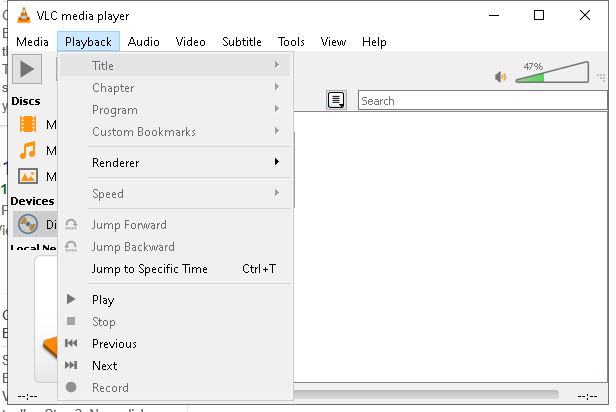 VLC media player
Media Playback Audio Video Subtitle Tools View Help
Title
Chapter
Program
Custom Bookmarks
Renderer
Speed
Jump Forward
Jump Backward
Jump to Specific Time Ctrl+T
Play
Stop
Previous
Next
Record
47%
Search
Discs
M
M
M
Devices
Di
Local Ne
--:-- --:--